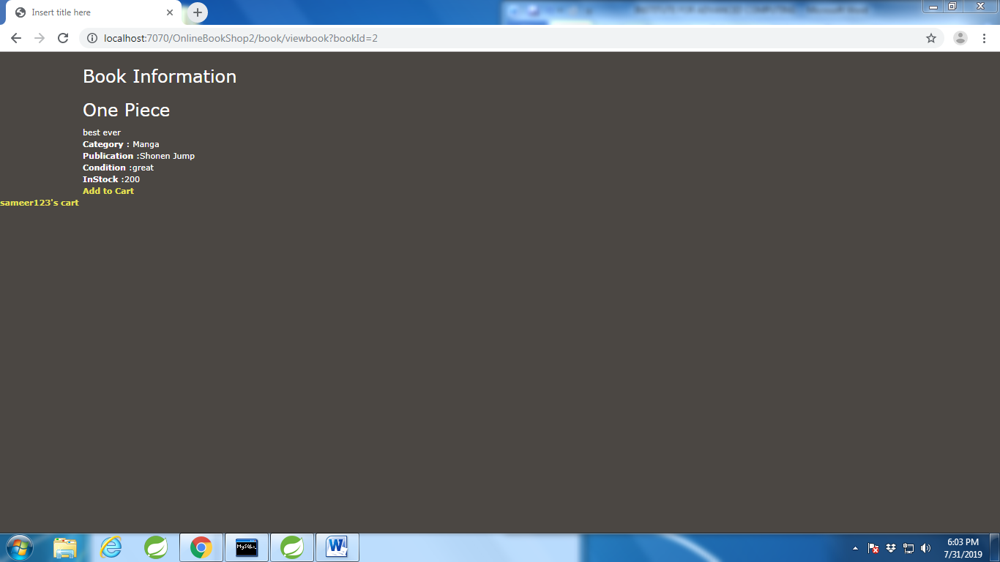 Insert title here
localhost:7070/OnlineBookShop2/book/viewbook?bookId=2
Book Information
One Piece
best ever
Category : Manga
Publication :Shonen Jump
Condition :great
InStock :200
Add to Cart
sameer123's cart
6:03 PM
7/31/2019